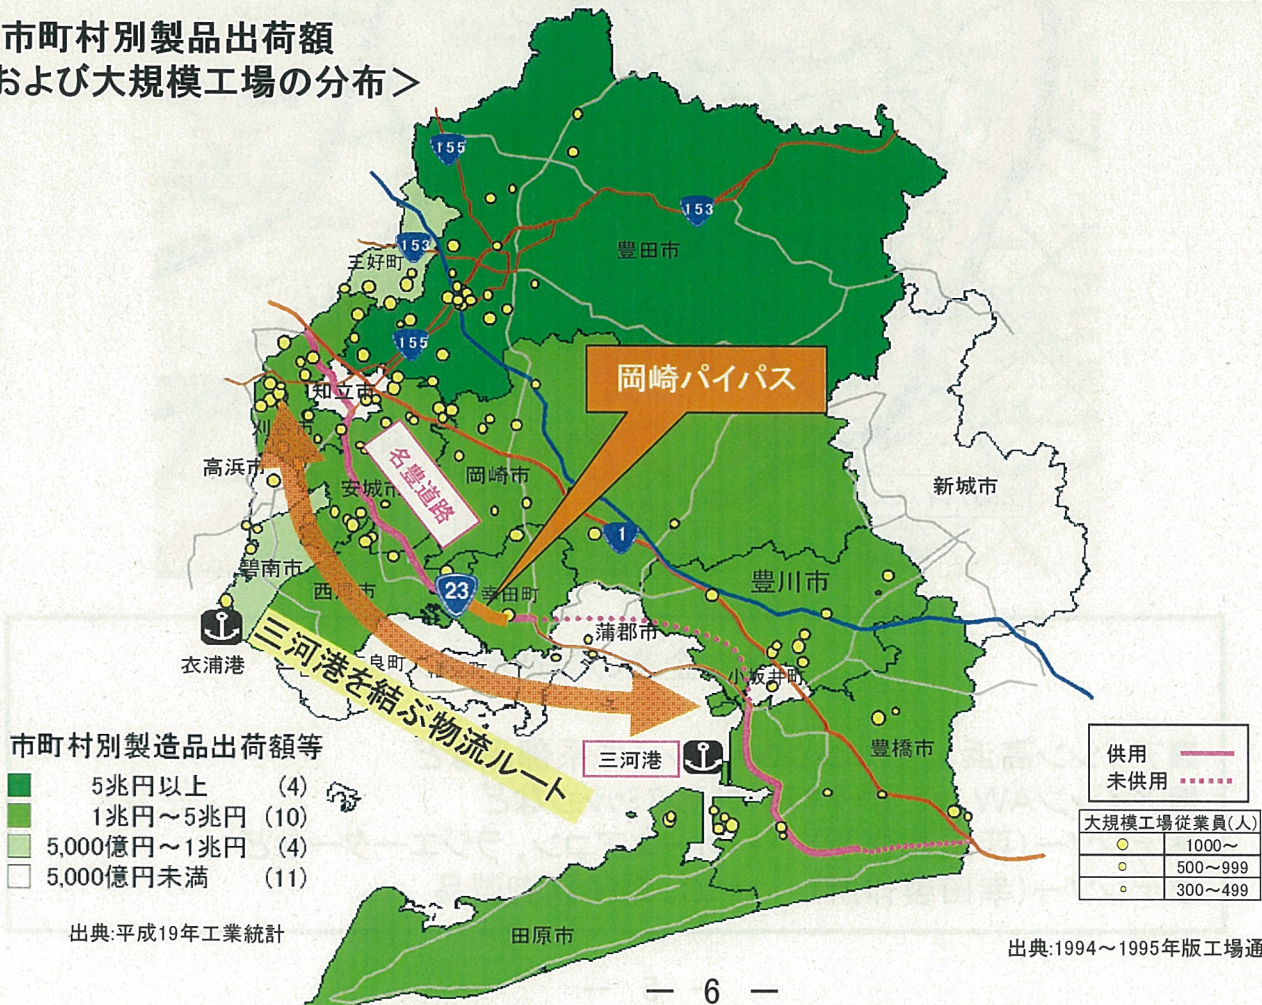 市町村別製品出荷額
および大規模工場の分布＞
155
153
153
三好町
豊田市
155
岡崎パイパス
知立市
高浜市
名豊道路
岡崎市
安城
新城市
1
碧南市
豊川市
23
幸田町
蒲郡市
衣浦港
良町
小坂井町
三河港を結ぶ物流ルート
豊橋市
三河港
市町村別製造品出荷額等
5兆円以上 (4)
1兆円～5兆円 (10)
5,000億円～1兆円 (4)
5,000億円未満 (11)
供用
未供用
大規模工場従業員(人)
1000～
500～999
300～499
出典:平成19年工業統計
田原市
出典:1994～1995年版工場通
― 6 ―